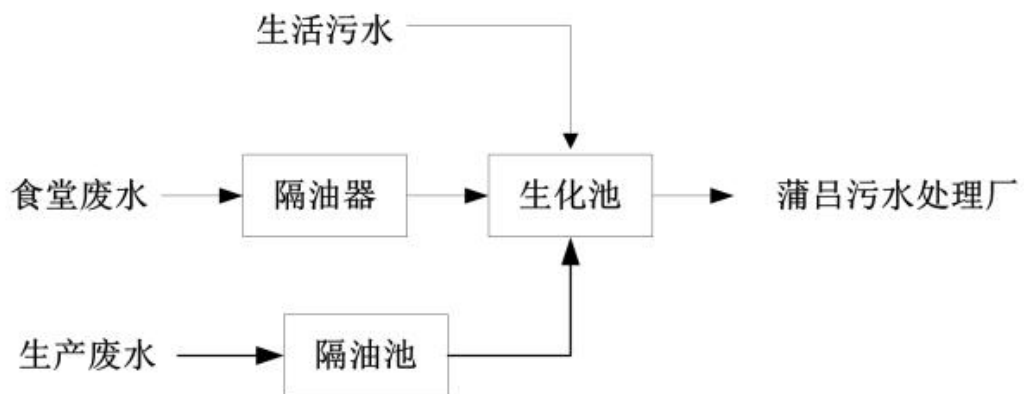 生活污水
食堂废水
隔油器
生化池
蒲吕污水处理厂
生产废水
隔油池